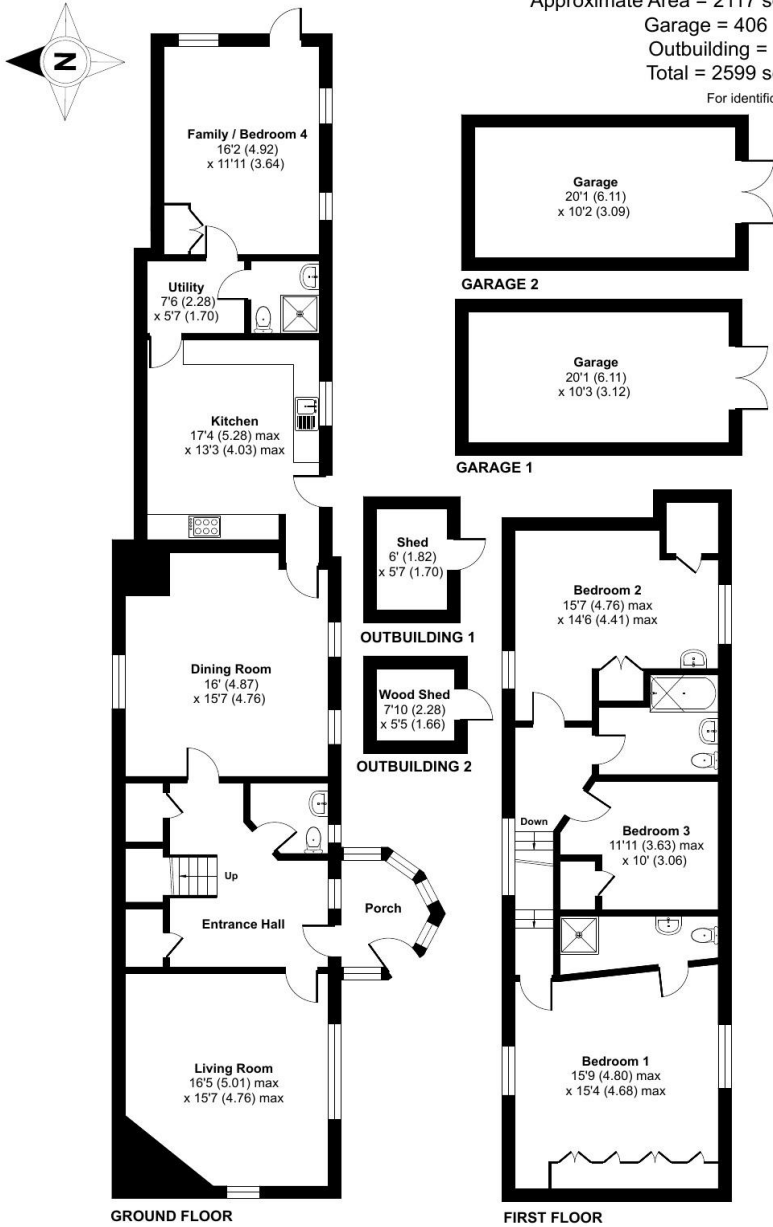 Approximate Area = 2117 s
Garage = 406
Outbuilding =
Total = 2599 s
For identific
N
Family / Bedroom 4
16'2 (4.92)
x 11'11 (3.64)
Utility
7'6 (2.28)
x 5'7 (1.70)
Kitchen
17'4 (5.28) max
x 13'3 (4.03) max
Dining Room
16' (4.87)
x 15'7 (4.76)
Up
Entrance Hall
Porch
Living Room
16'5 (5.01) max
x 15'7 (4.76) max
GROUND FLOOR
Garage
20'1 (6.11)
x 10'2 (3.09)
GARAGE 2
Garage
20'1 (6.11)
x 10'3 (3.12)
GARAGE 1
Shed
6' (1.82)
x 5'7 (1.70)
OUTBUILDING 1
Wood Shed
7'10 (2.28)
x 5'5 (1.66)
OUTBUILDING 2
Bedroom 2
15'7 (4.76) max
x 14'6 (4.41) max
Down
Bedroom 3
11'11 (3.63) max
x 10' (3.06)
Bedroom 1
15'9 (4.80) max
x 15'4 (4.68) max
FIRST FLOOR